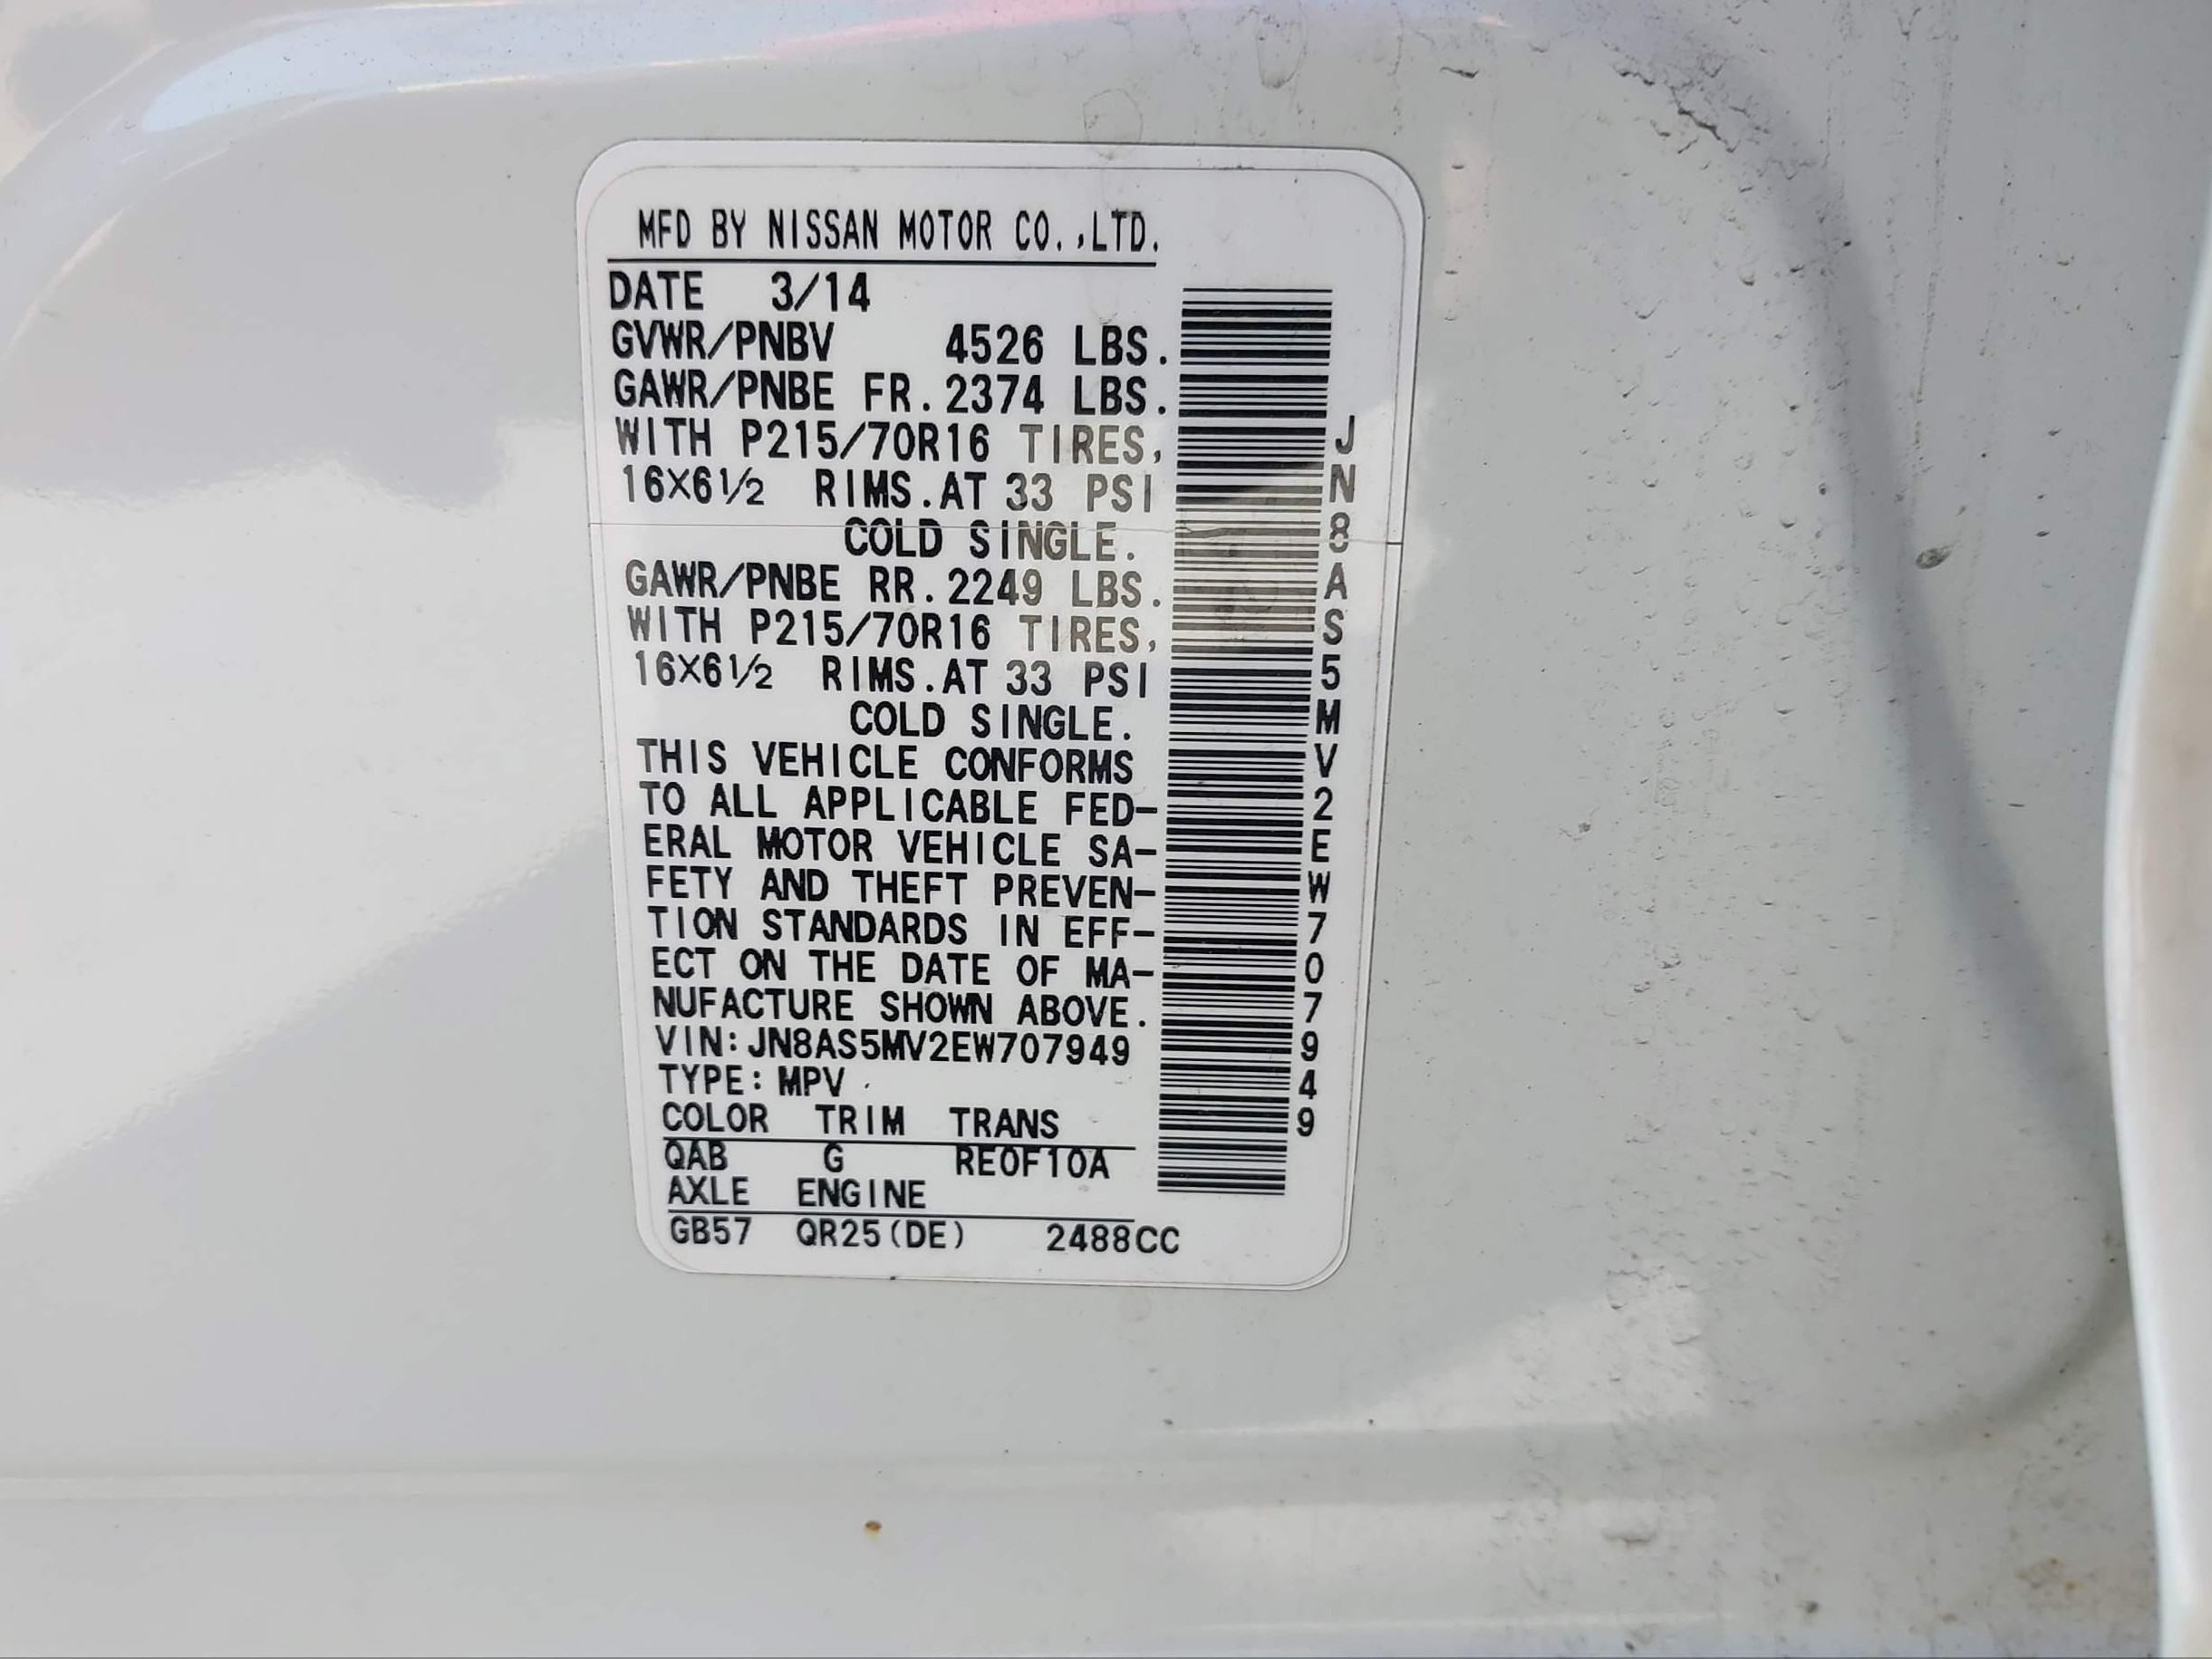 MFD BY NISSAN MOTOR CO.,LTD.
DATE 3/14
GVWR/PNBV 4526 LBS.
GAWR/PNBE FR. 2374 LBS.
WITH P215/70R16 TIRES,
16X6½ RIMS.AT 33 PSI
COLD SINGLE.
GAWR/PNBE RR. 2249 LBS.
WITH P215/70R16 TIRES,
16X6½ RIMS.AT 33 PSI
COLD SINGLE.
THIS VEHICLE CONFORMS
TO ALL APPLICABLE FED-
ERAL MOTOR VEHICLE SA-
FETY AND THEFT PREVEN-
TION STANDARDS IN EFF-
ECT ON THE DATE OF MA-
NUFACTURE SHOWN ABOVE.
VIN:JN8AS5MV2EW707949
TYPE:MPV
COLOR TRIM TRANS
QAB G RE0F10A
AXLE ENGINE
GB57 QR25(DE) 2488CC
JN8AS5MV2EW707949